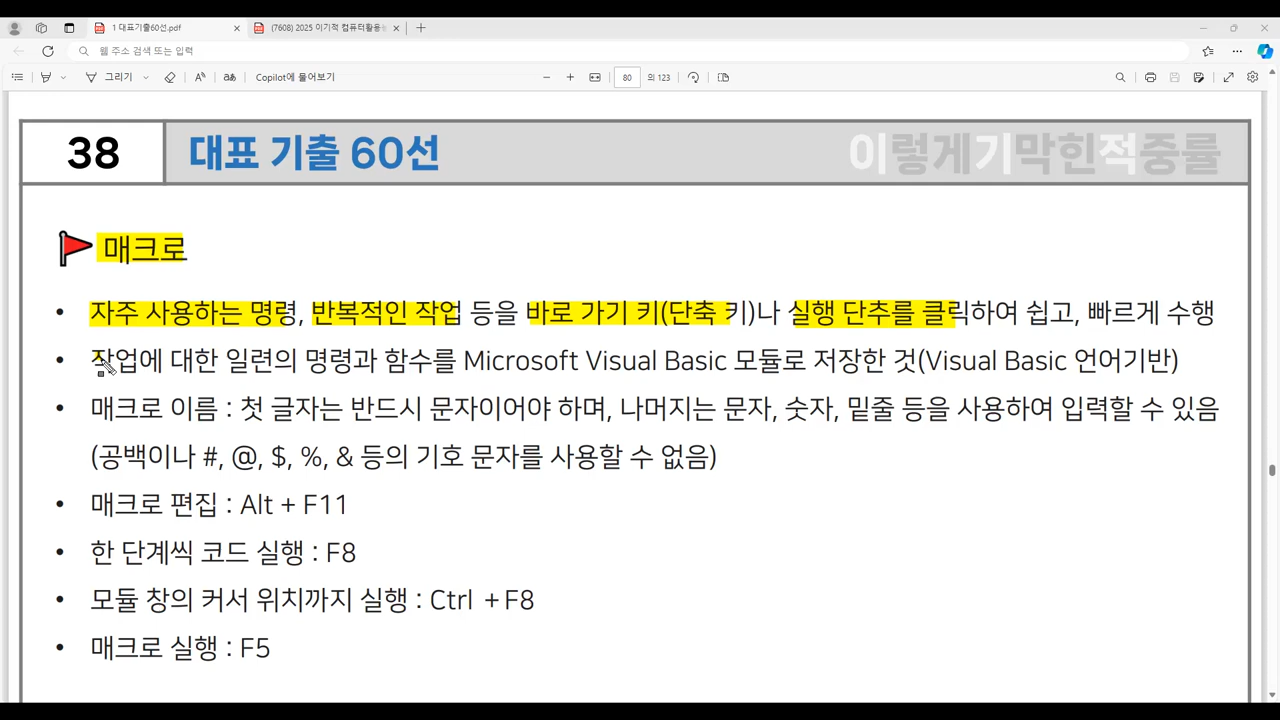 1 대표기출60선.pdf
(7608) 2025 이기적 컴퓨터활용능
웹 주소 검색 또는 입력
그리기
Copilot에 물어보기
80 의 123
38 대표 기출 60선 이렇게기막힌적중률
매크로
• 자주 사용하는 명령, 반복적인 작업 등을 바로 가기 키(단축 키)나 실행 단추를 클릭하여 쉽고, 빠르게 수행
• 작업에 대한 일련의 명령과 함수를 Microsoft Visual Basic 모듈로 저장한 것(Visual Basic 언어기반)
• 매크로 이름 : 첫 글자는 반드시 문자이어야 하며, 나머지는 문자, 숫자, 밑줄 등을 사용하여 입력할 수 있음
(공백이나 #, @, $, %, & 등의 기호 문자를 사용할 수 없음)
• 매크로 편집 : Alt + F11
• 한 단계씩 코드 실행 : F8
• 모듈 창의 커서 위치까지 실행 : Ctrl + F8
• 매크로 실행 : F5